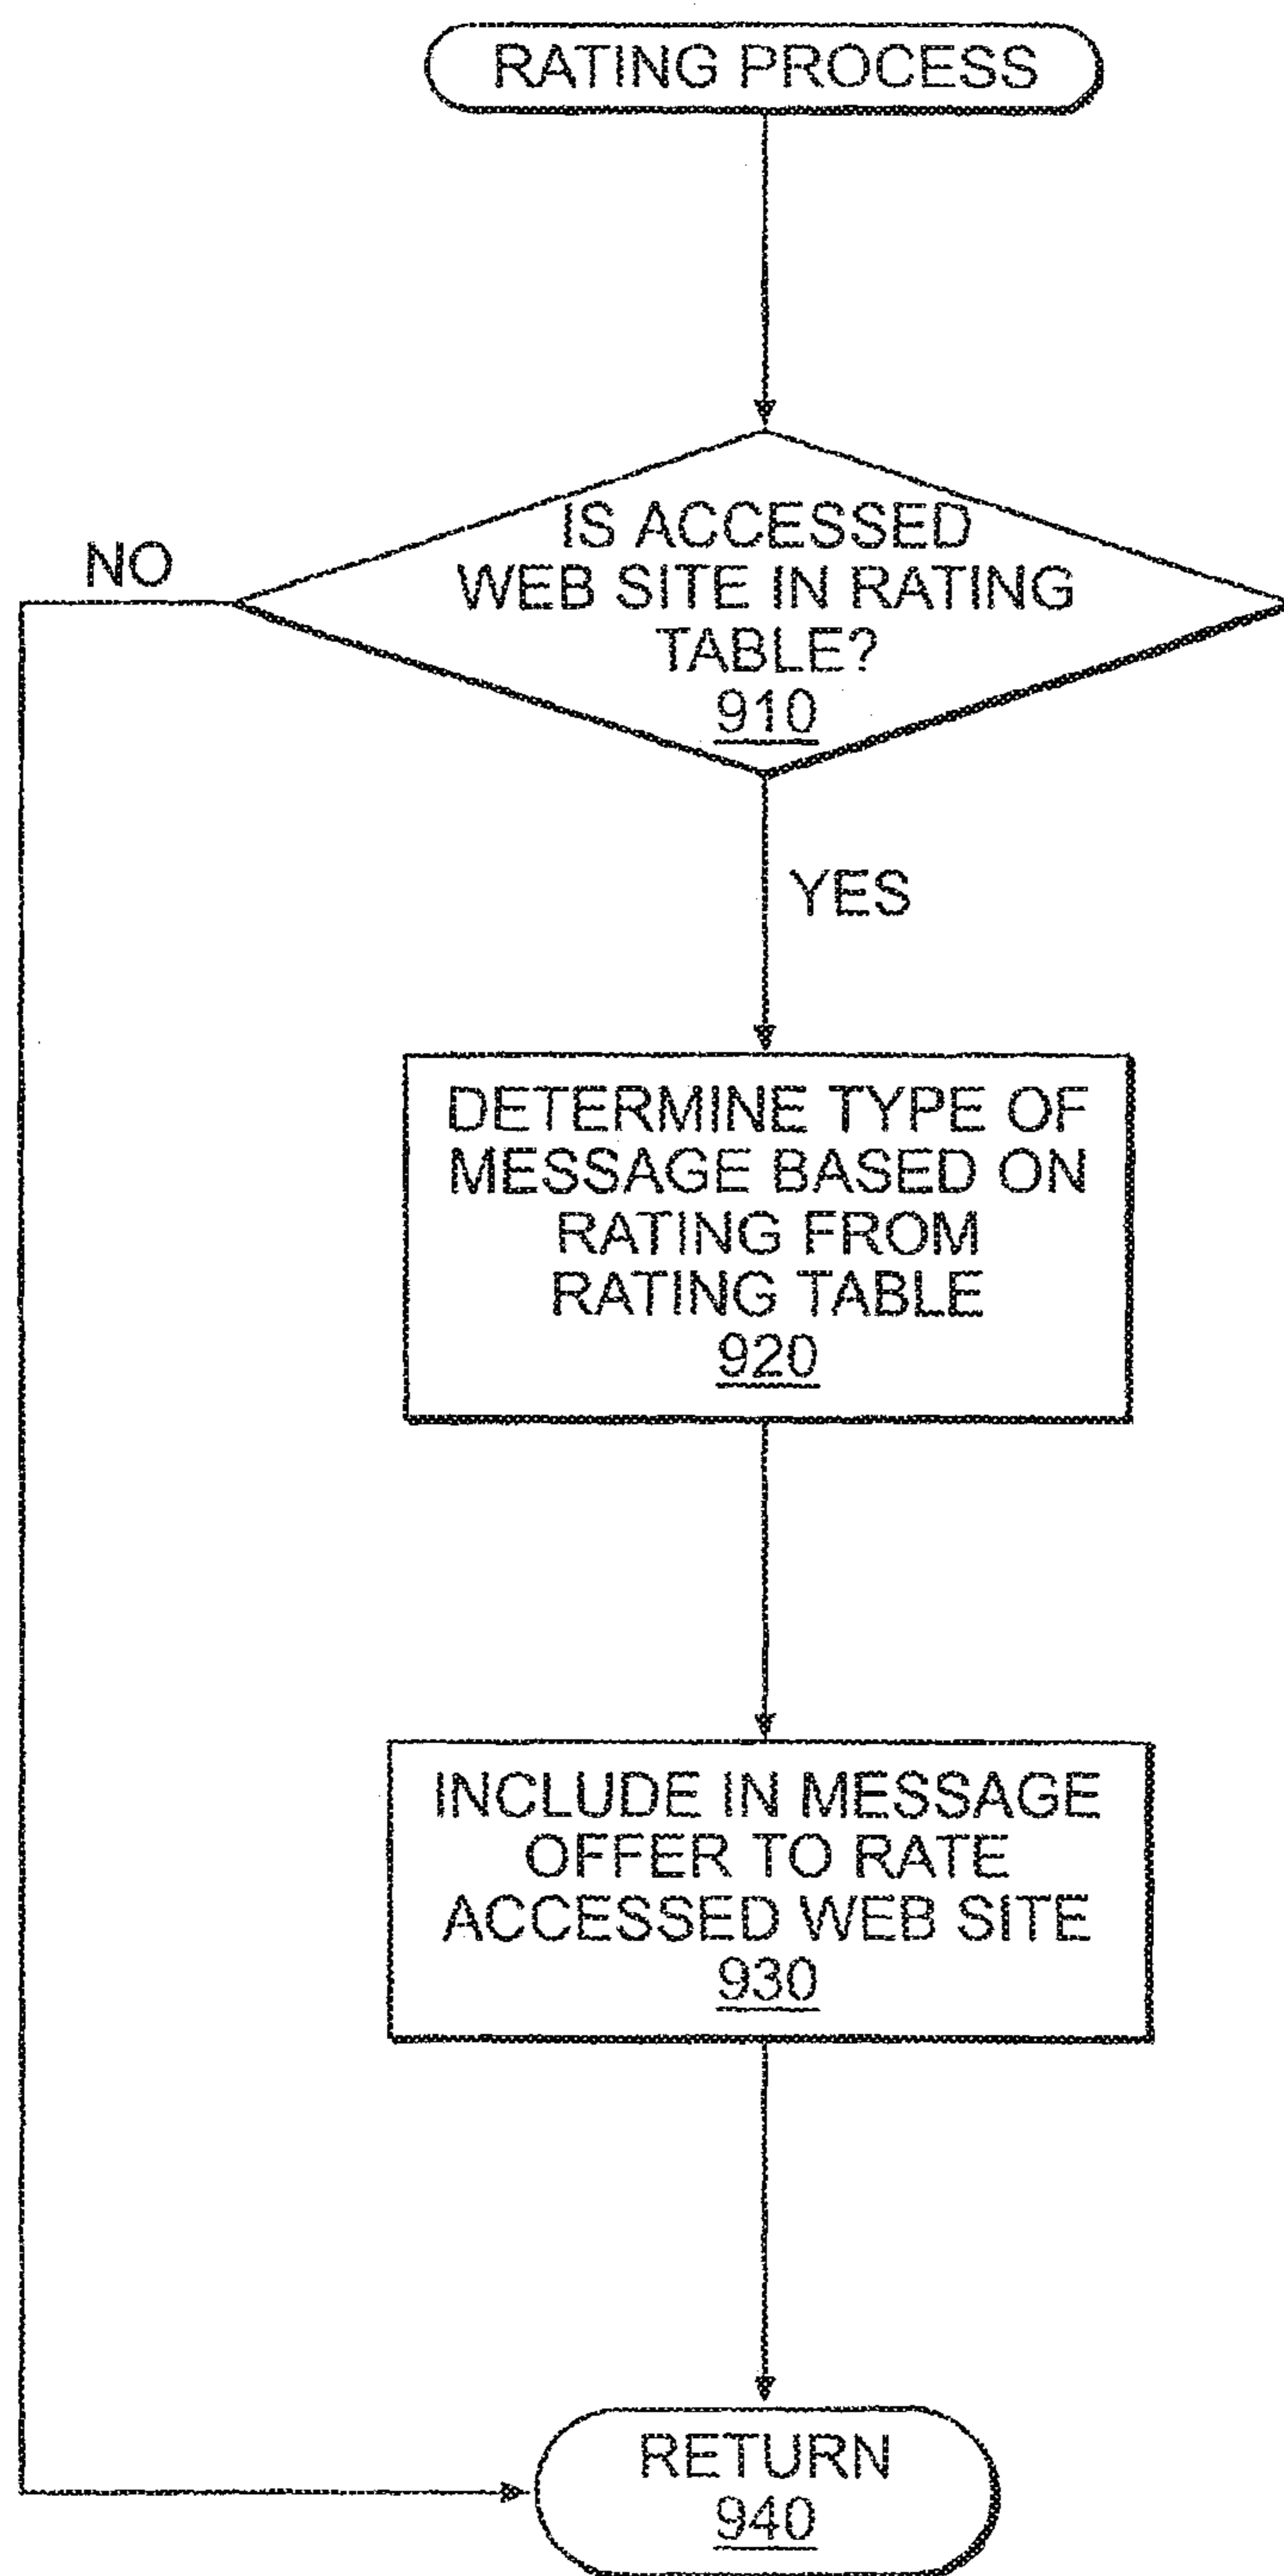 RATING PROCESS
IS ACCESSED
WEB SITE IN RATING
TABLE?
910
NO
YES
DETERMINE TYPE OF
MESSAGE BASED ON
RATING FROM
RATING TABLE
920
INCLUDE IN MESSAGE
OFFER TO RATE
ACCESSED WEB SITE
930
RETURN
940